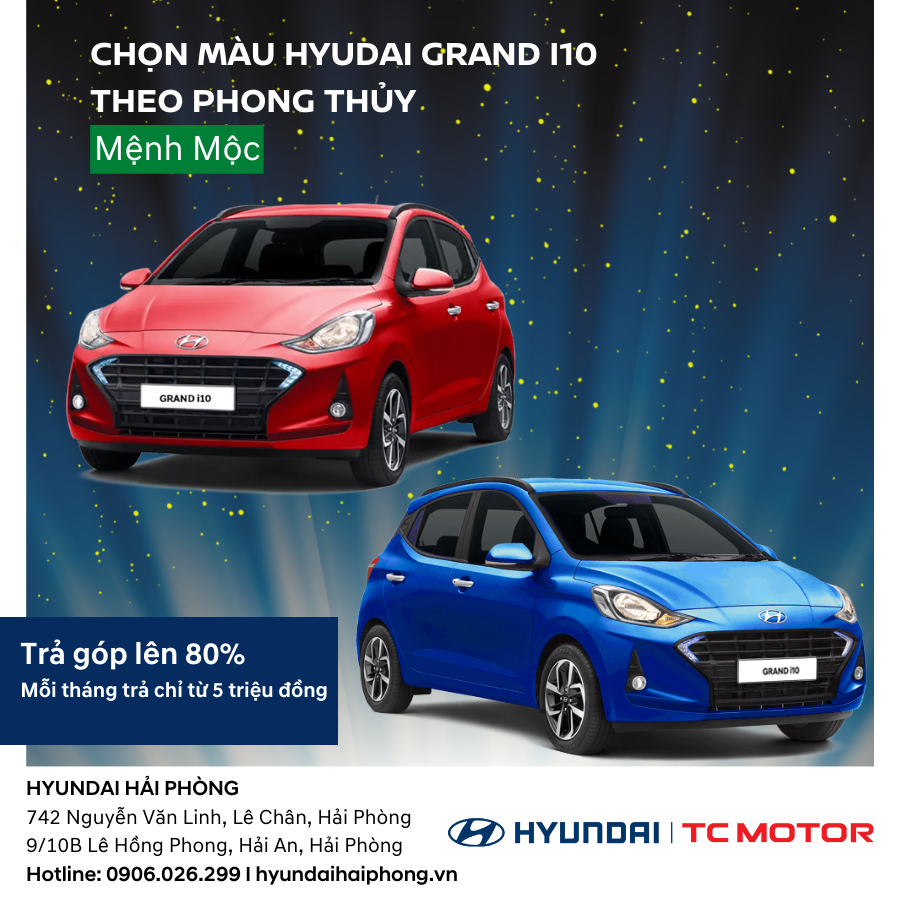 CHỌN MÀU HYUDAI GRAND I10
THEO PHONG THỦY
Mệnh Mộc
GRAND i10
GRAND i10
Trả góp lên 80%
Mỗi tháng trả chỉ từ 5 triệu đồng
HYUNDAI HẢI PHÒNG
742 Nguyễn Văn Linh, Lê Chân, Hải Phòng
9/10B Lê Hồng Phong, Hải An, Hải Phòng
Hotline: 0906.026.299 I hyundaihaiphong.vn
HYUNDAI | TC MOTOR